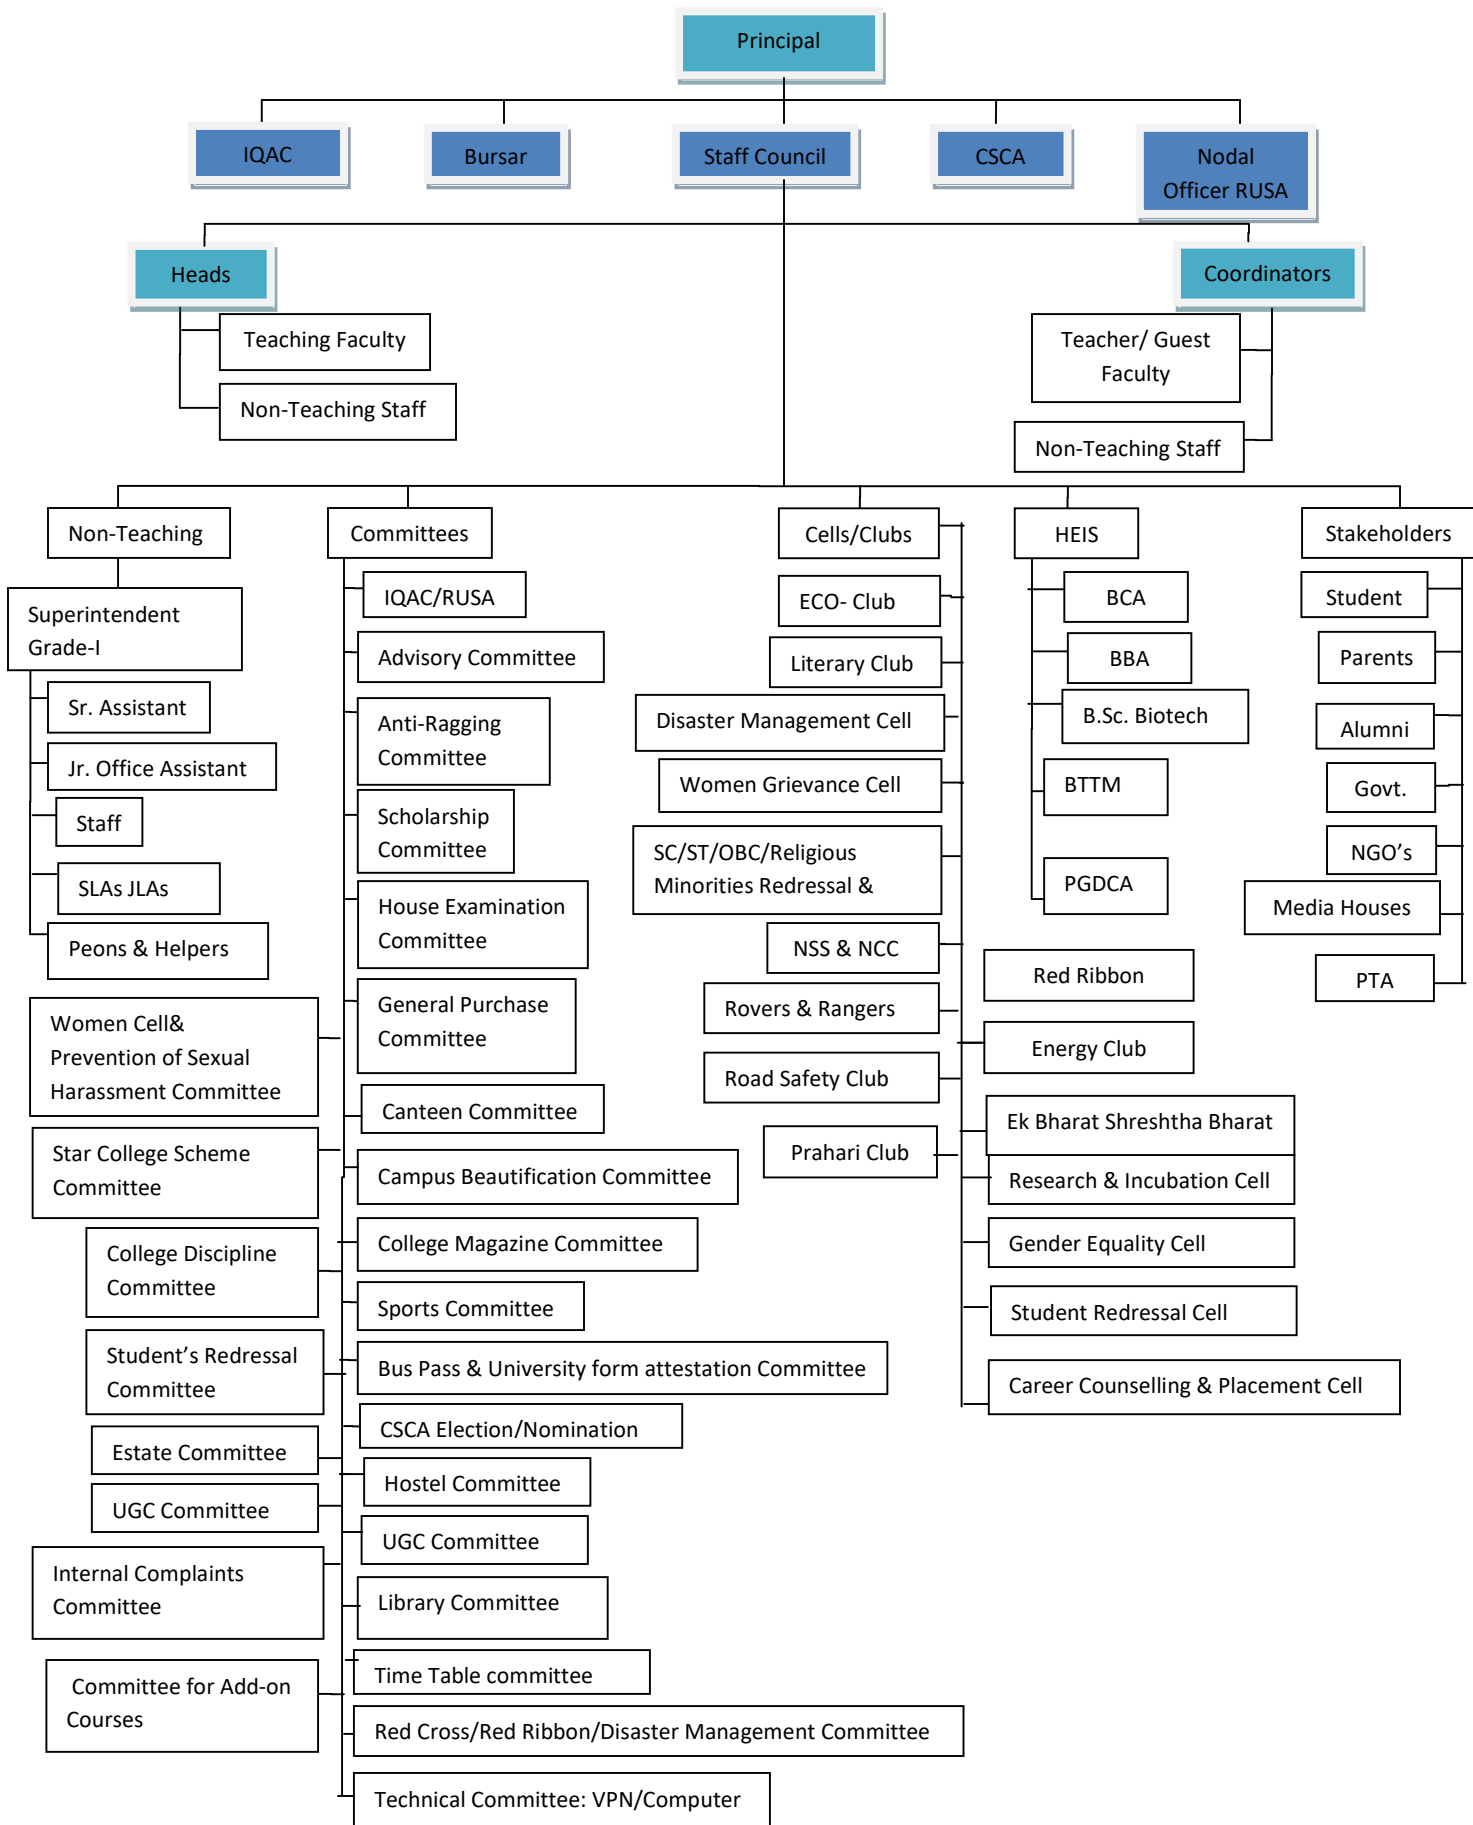 Principal
IQAC
Bursar
Staff Council
CSCA
Nodal
Officer RUSA
Heads
Coordinators
Teaching Faculty
Non-Teaching Staff
Teacher/ Guest
Faculty
Non-Teaching Staff
Non-Teaching
Superintendent
Grade-I
Sr. Assistant
Jr. Office Assistant
Staff
SLAs JLAs
Peons & Helpers
Committees
IQAC/RUSA
Advisory Committee
Anti-Ragging
Committee
Scholarship
Committee
House Examination
Committee
General Purchase
Committee
Canteen Committee
Campus Beautification Committee
College Magazine Committee
Sports Committee
Bus Pass & University form attestation Committee
CSCA Election/Nomination
Hostel Committee
UGC Committee
Library Committee
Time Table committee
Red Cross/Red Ribbon/Disaster Management Committee
Technical Committee: VPN/Computer
Women Cell&
Prevention of Sexual
Harassment Committee
Star College Scheme
Committee
College Discipline
Committee
Student’s Redressal
Committee
Estate Committee
UGC Committee
Internal Complaints
Committee
Committee for Add-on
Courses
Cells/Clubs
ECO- Club
Literary Club
Disaster Management Cell
Women Grievance Cell
SC/ST/OBC/Religious
Minorities Redressal &
NSS & NCC
Rovers & Rangers
Road Safety Club
Prahari Club
Red Ribbon
Energy Club
Ek Bharat Shreshtha Bharat
Research & Incubation Cell
Gender Equality Cell
Student Redressal Cell
Career Counselling & Placement Cell
HEIS
BCA
BBA
B.Sc. Biotech
BTTM
PGDCA
Stakeholders
Student
Parents
Alumni
Govt.
NGO’s
Media Houses
PTA